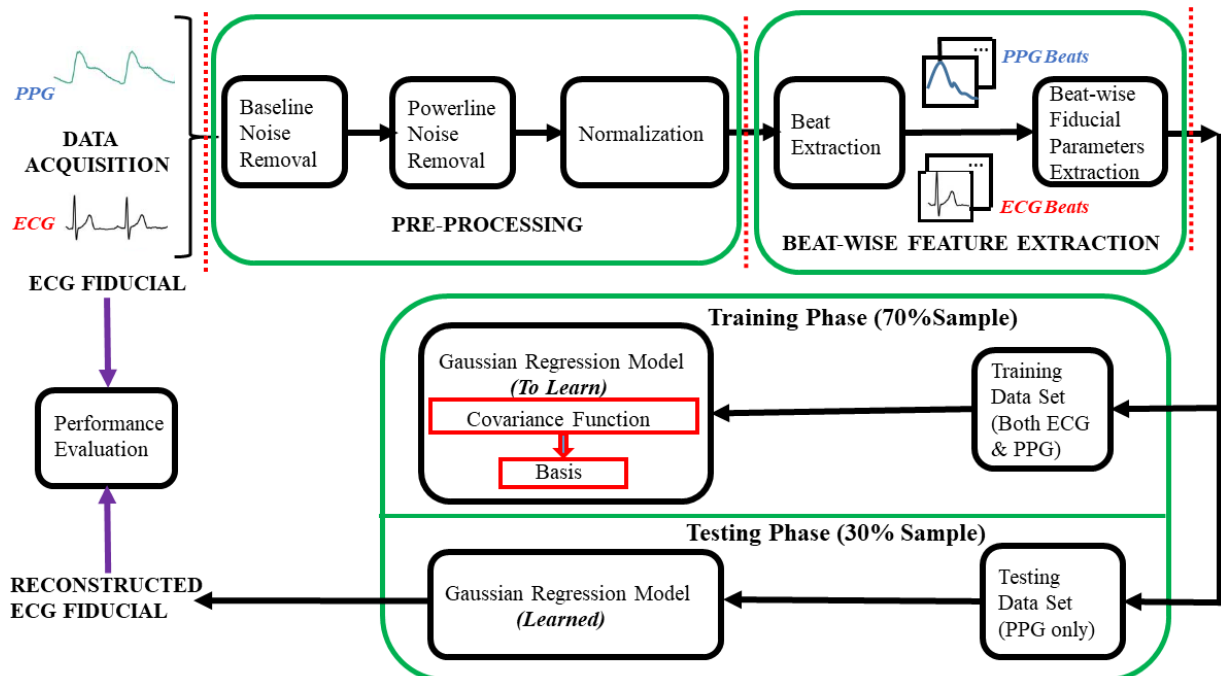 PPG
DATA
ACQUISITION
ECG
Baseline
Noise
Removal
Powerline
Noise
Removal
Normalization
PRE-PROCESSING
Beat
Extraction
...
PPG Beats
...
ECG Beats
Beat-wise
Fiducial
Parameters
Extraction
BEAT-WISE FEATURE EXTRACTION
ECG FIDUCIAL
Performance
Evaluation
RECONSTRUCTED
ECG FIDUCIAL
Training Phase (70%Sample)
Gaussian Regression Model
(To Learn)
Covariance Function
Basis
Training
Data Set
(Both ECG
& PPG)
Testing Phase (30% Sample)
Gaussian Regression Model
(Learned)
Testing
Data Set
(PPG only)